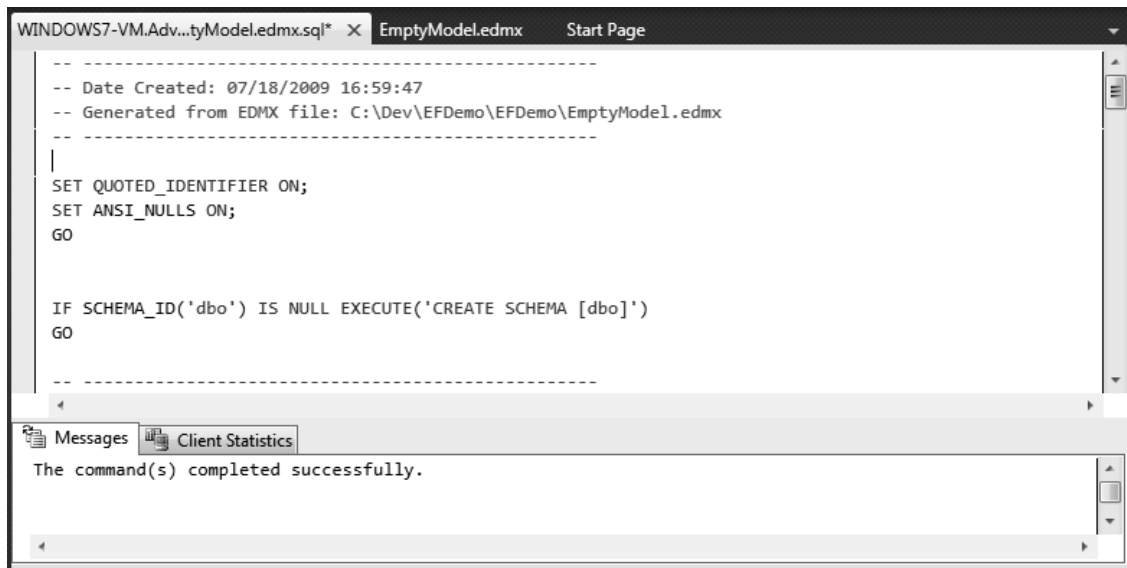 WINDOWS7-VM.Adv...tyModel.edmx.sql* X EmptyModel.edmx Start Page
-- --------------------------------------------------
-- Date Created: 07/18/2009 16:59:47
-- Generated from EDMX file: C:\Dev\EFDemo\EFDemo\EmptyModel.edmx
-- --------------------------------------------------
SET QUOTED_IDENTIFIER ON;
SET ANSI_NULLS ON;
GO
IF SCHEMA_ID('dbo') IS NULL EXECUTE('CREATE SCHEMA [dbo]')
GO
-- --------------------------------------------------
Messages Client Statistics
The command(s) completed successfully.